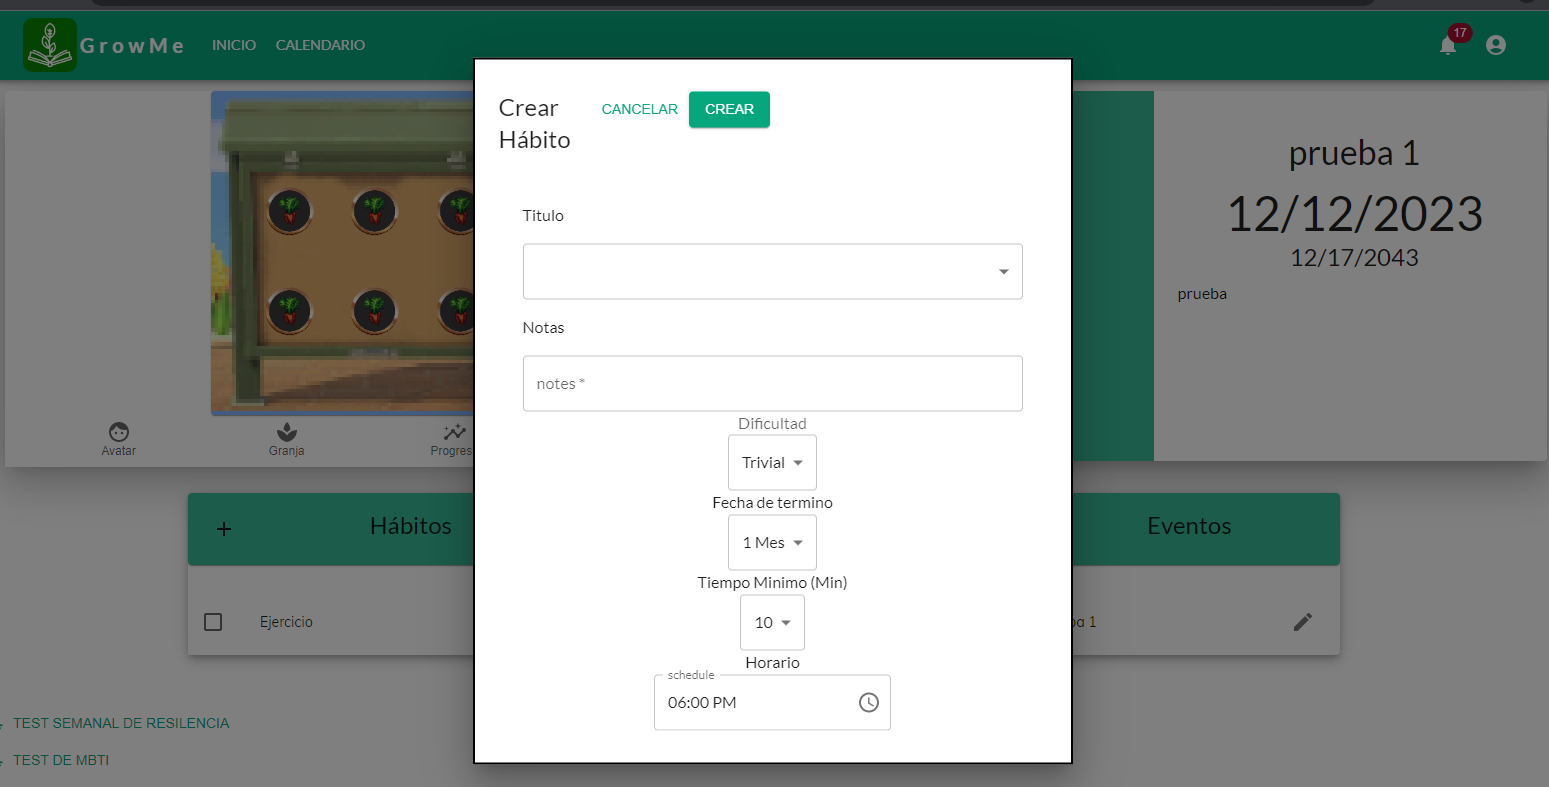 GrowMe
INICIO
CALENDARIO
17
Crear
Hábito
CANCELAR
CREAR
Titulo
Notas
notes *
Dificultad
Trivial
Fecha de termino
1 Mes
Tiempo Minimo (Min)
10
Horario
schedule
06:00 PM
prueba 1
12/12/2023
12/17/2043
prueba
Avatar
Granja
Progres
Hábitos
Ejercicio
Eventos
ba 1
TEST SEMANAL DE RESILENCIA
TEST DE MBTI